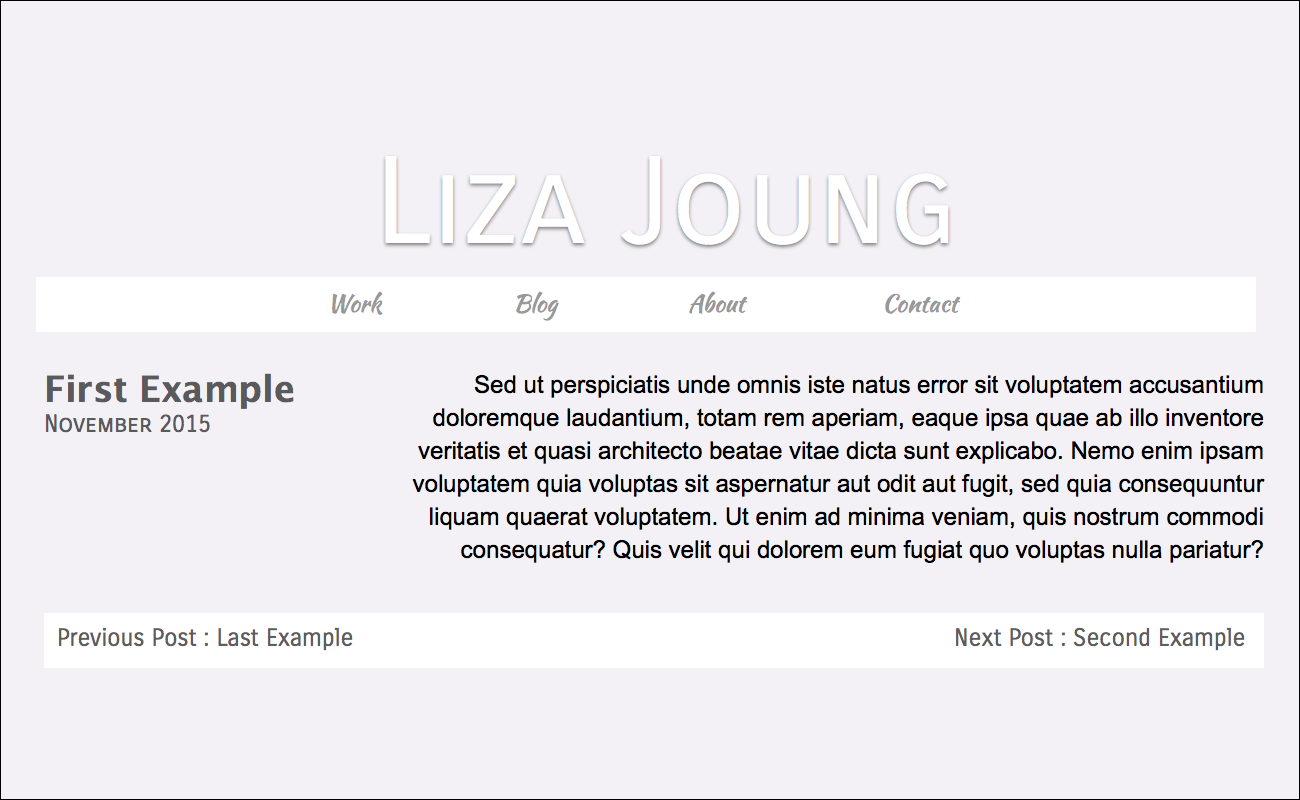 Liza Joung
Work Blog About Contact
First Example
November 2015
Sed ut perspiciatis unde omnis iste natus error sit voluptatem accusantium
doloremque laudantium, totam rem aperiam, eaque ipsa quae ab illo inventore
veritatis et quasi architecto beatae vitae dicta sunt explicabo. Nemo enim ipsam
voluptatem quia voluptas sit aspernatur aut odit aut fugit, sed quia consequuntur
liquam quaerat voluptatem. Ut enim ad minima veniam, quis nostrum commodi
consequatur? Quis velit qui dolorem eum fugiat quo voluptas nulla pariatur?
Previous Post : Last Example Next Post : Second Example